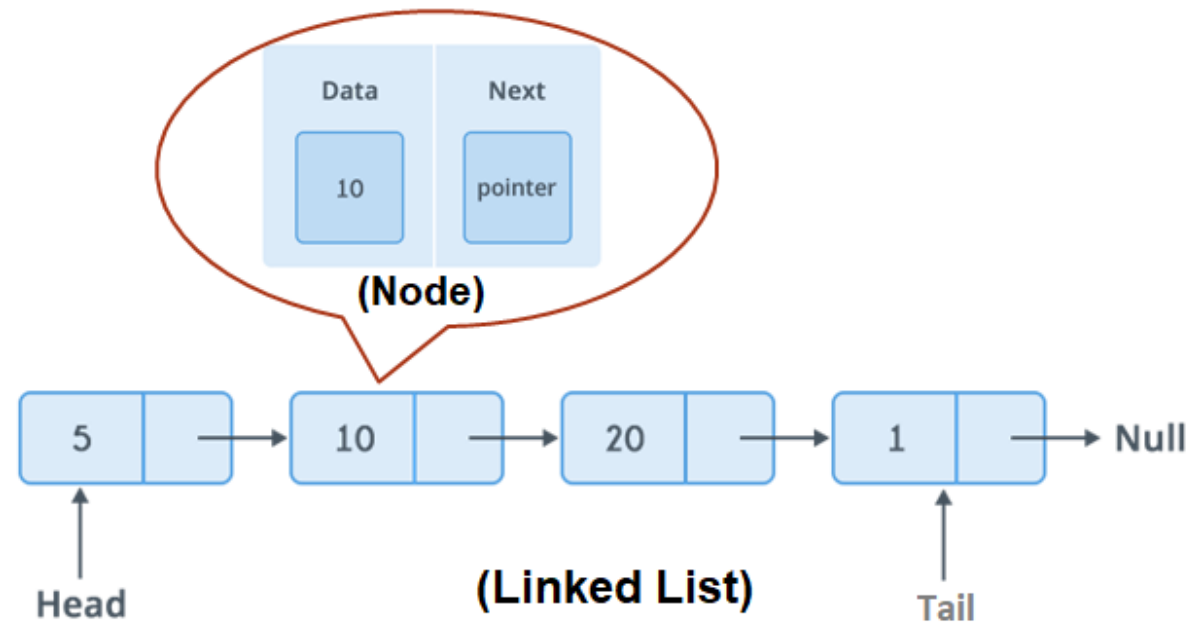 Data Next
10 pointer
(Node)
5 10 20 1 Null
(Linked List)
Head Tail